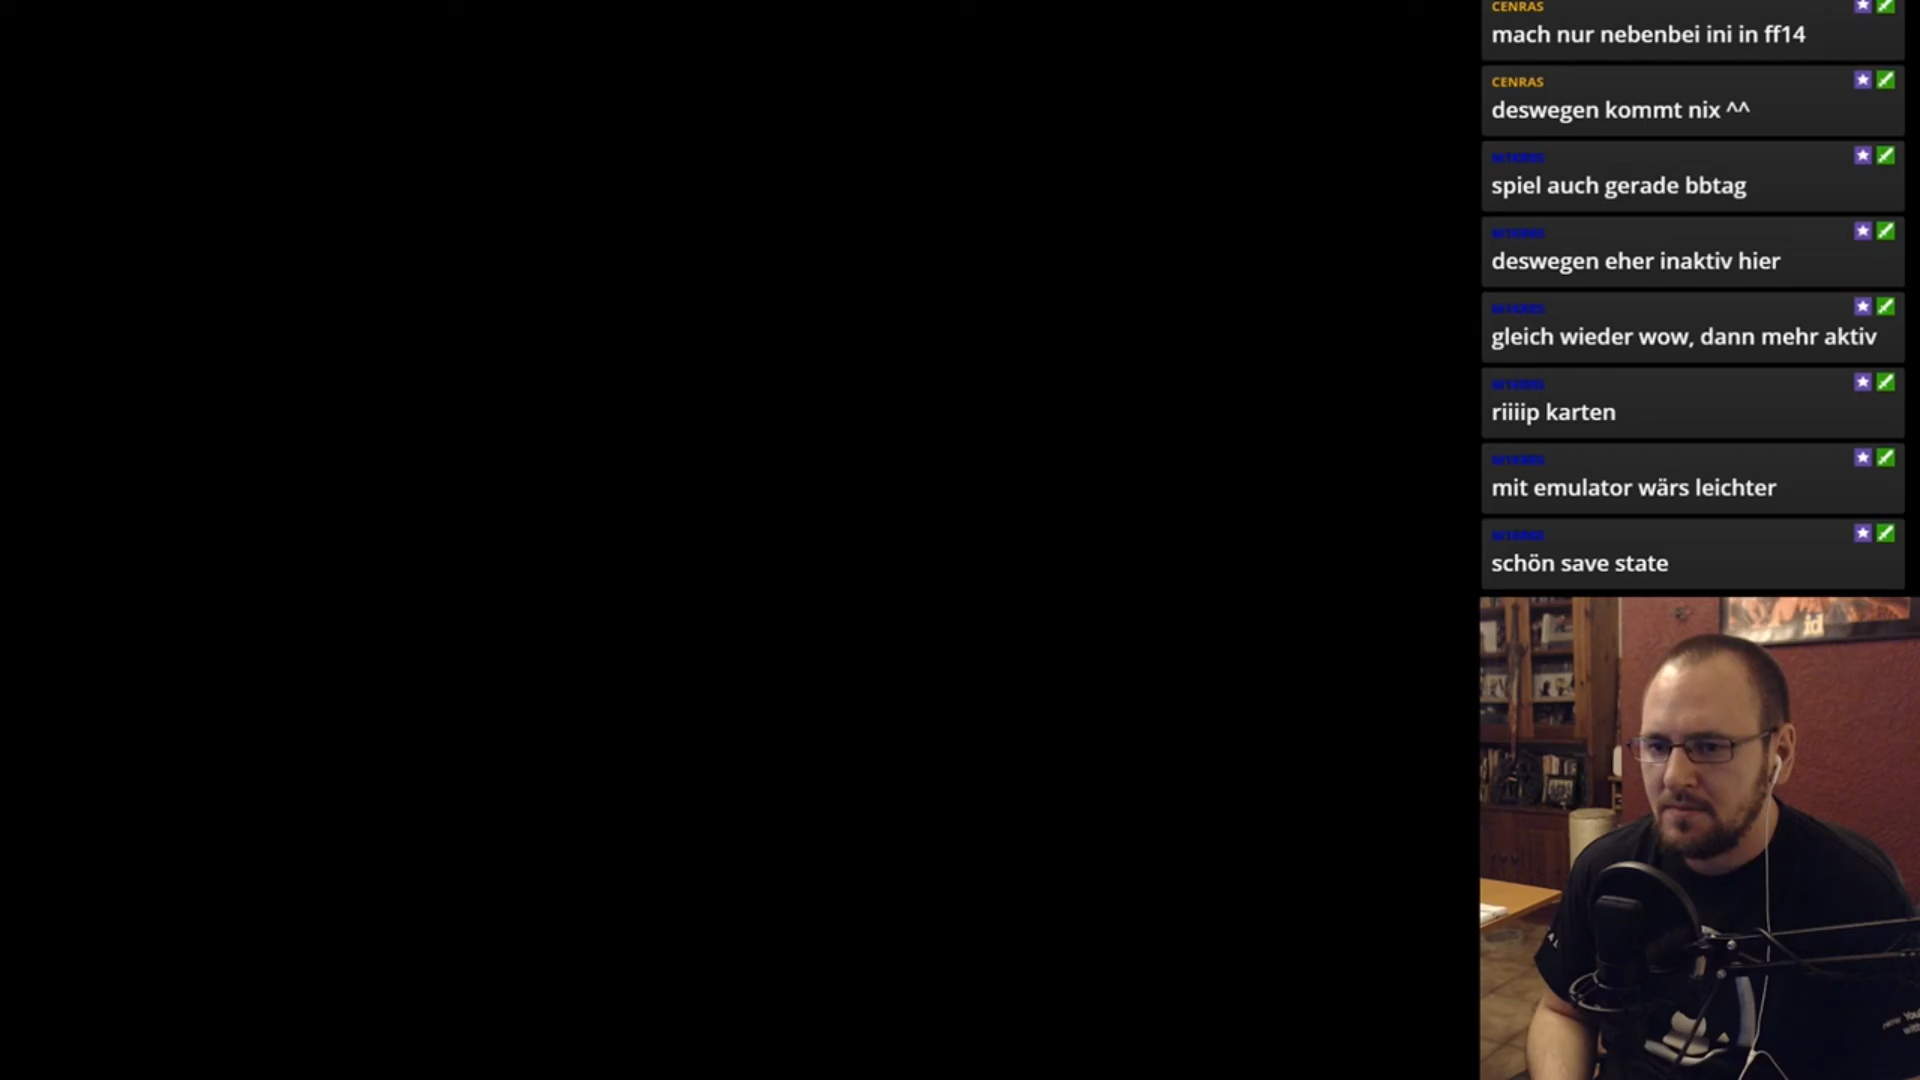 CENRAS
mach nur nebenbei ini in ff14
CENRAS
deswegen kommt nix ^^
spiel auch gerade bbtag
deswegen eher inaktiv hier
gleich wieder wow, dann mehr aktiv
riiiip karten
mit emulator wärs leichter
schön save state
id